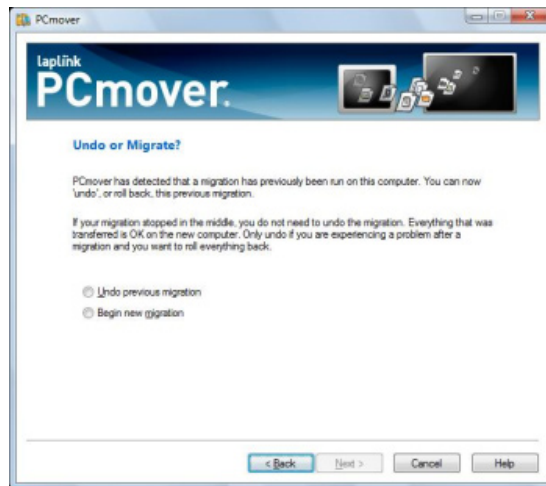 PCmover
laplink
PCmover.
Undo or Migrate?
PCmover has detected that a migration has previously been run on this computer. You can now
'undo', or roll back, this previous migration.
If your migration stopped in the middle, you do not need to undo the migration. Everything that was
transferred is OK on the new computer. Only undo if you are experiencing a problem after a
migration and you want to roll everything back.
Undo previous migration
Begin new migration
< Back Next > Cancel Help